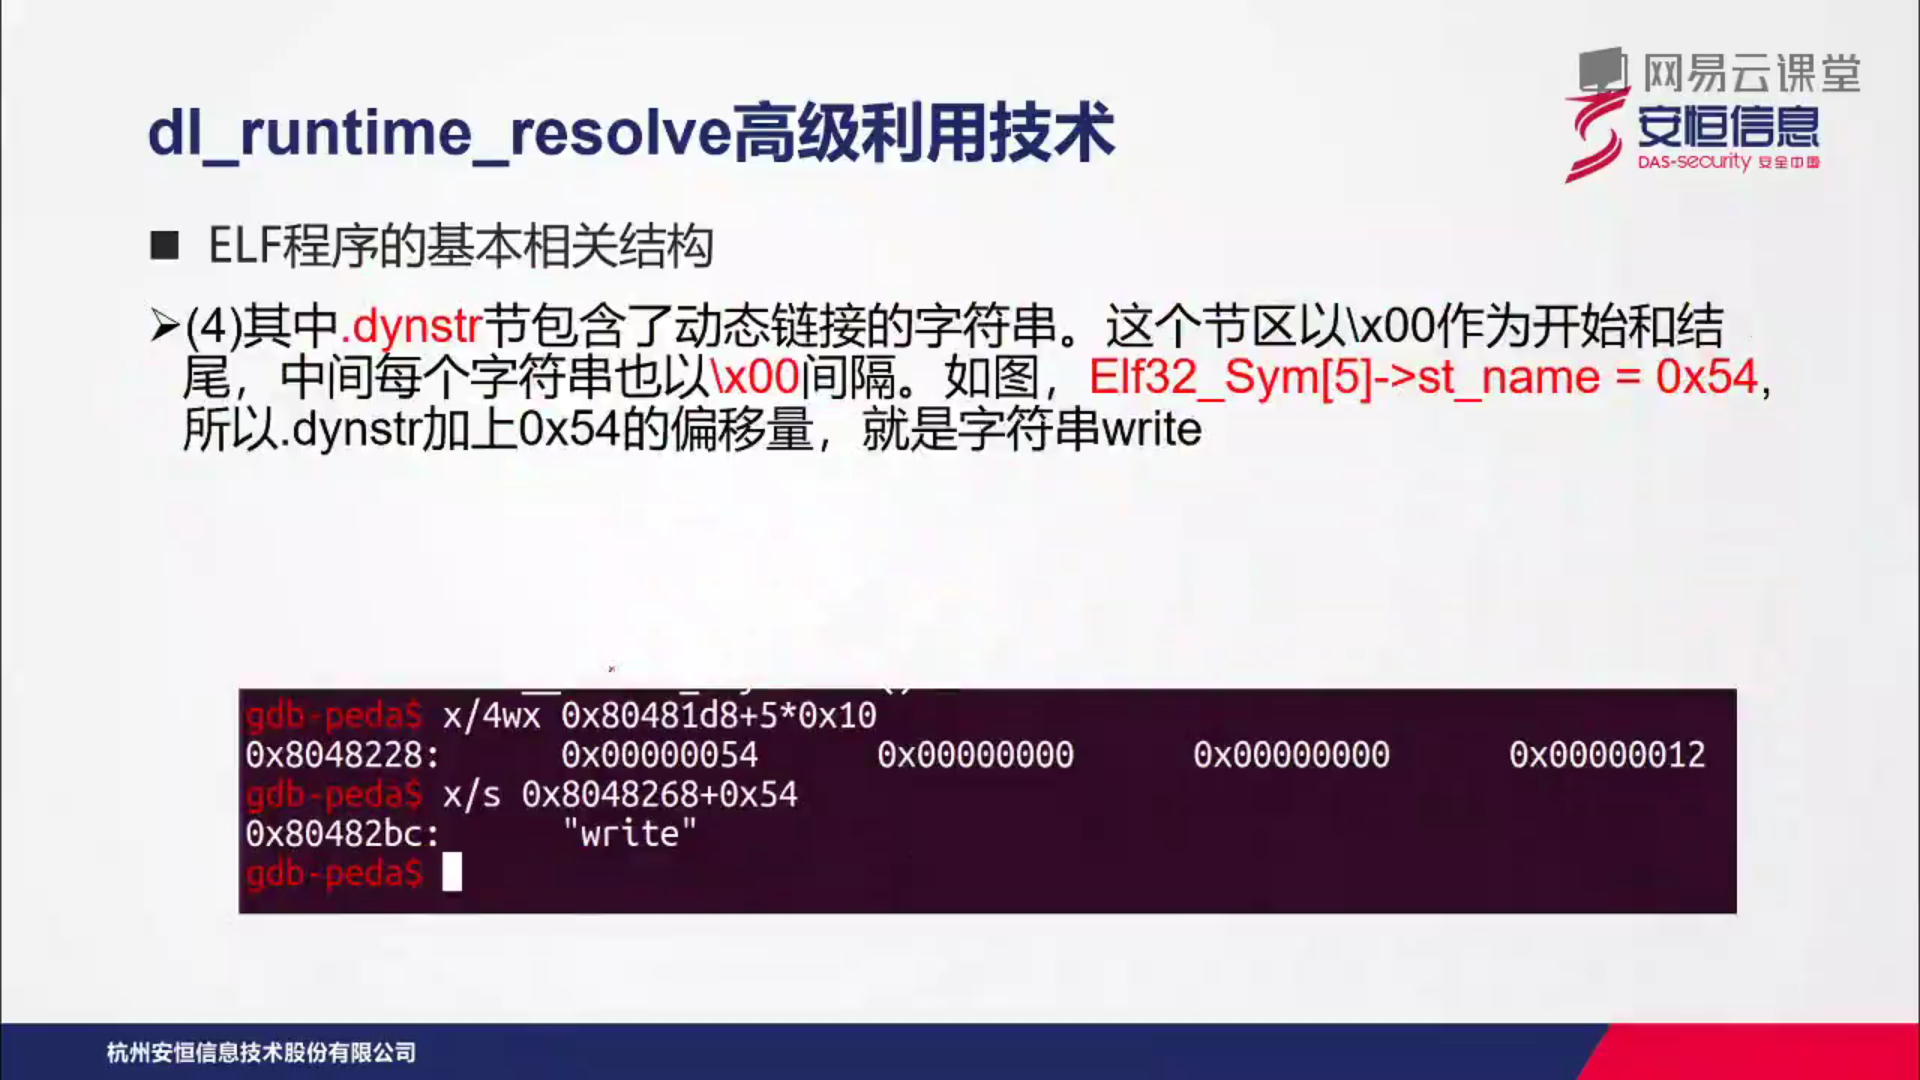 网易云课堂
dl_runtime_resolve高级利用技术
安恒信息
DAS-security 安全中国
■ ELF程序的基本相关结构
➢(4)其中.dynstr节包含了动态链接的字符串。这个节区以\x00作为开始和结
尾，中间每个字符串也以\x00间隔。如图，Elf32_Sym[5]->st_name = 0x54,
所以.dynstr加上0x54的偏移量，就是字符串write
gdb-peda$ x/4wx 0x80481d8+5*0x10
0x8048228: 0x00000054 0x00000000 0x00000000 0x00000012
gdb-peda$ x/s 0x8048268+0x54
0x80482bc: "write"
gdb-peda$
杭州安恒信息技术股份有限公司